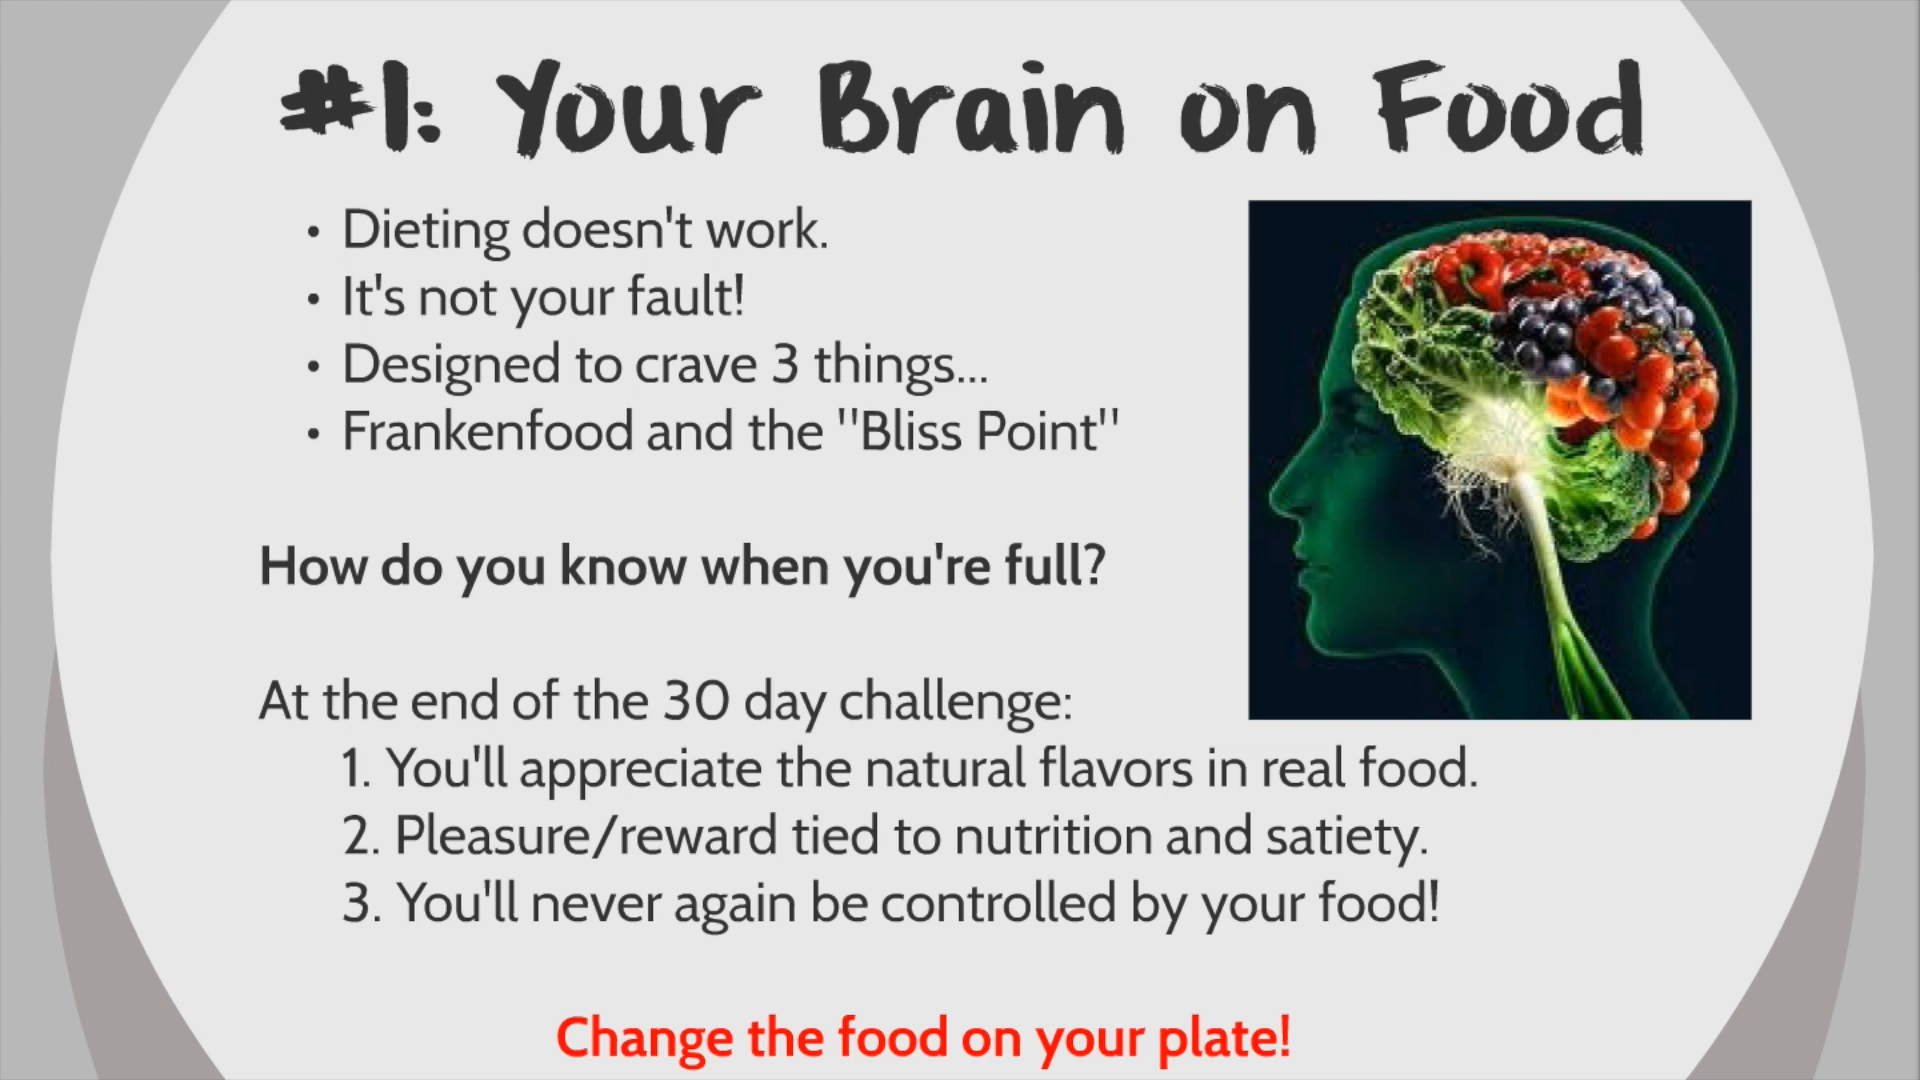 #1: Your Brain on Food
• Dieting doesn't work.
• It's not your fault!
• Designed to crave 3 things...
• Frankenfood and the "Bliss Point"
How do you know when you're full?
At the end of the 30 day challenge:
1. You'll appreciate the natural flavors in real food.
2. Pleasure/reward tied to nutrition and satiety.
3. You'll never again be controlled by your food!
Change the food on your plate!